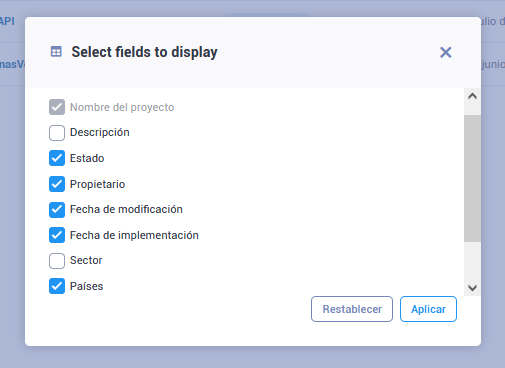 API
ulio d
Select fields to display
masV
junio
Nombre del proyecto
Descripción
Estado
Propietario
Fecha de modificación
Fecha de implementación
Sector
Países
Restablecer
Aplicar